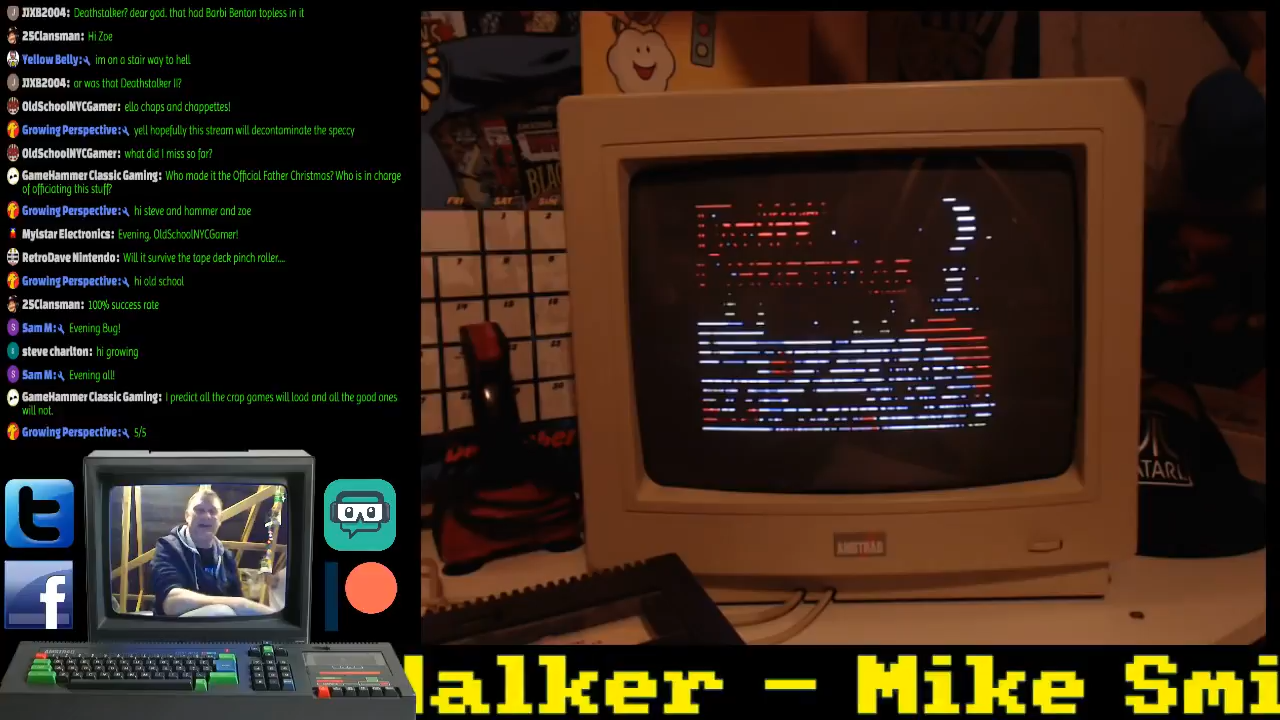 JJXB2004: Deathstalker? dear god. that had Barbi Benton topless in it
25Clansman: Hi Zoe
Yellow Belly: im on a stair way to hell
JJXB2004: or was that Deathstalker II?
OldSchoolNYCGamer: ello chaps and chappettes!
Growing Perspective: yell hopefully this stream will decontaminate the speccy
OldSchoolNYCGamer: what did I miss so far?
GameHammer Classic Gaming: Who made it the Official Father Christmas? Who is in charge
of officiating this stuff?
Growing Perspective: hi steve and hammer and zoe
Mylstar Electronics: Evening, OldSchoolNYCGamer!
RetroDave Nintendo: Will it survive the tape deck pinch roller....
Growing Perspective: hi old school
25Clansman: 100% success rate
Sam M: Evening Bug!
steve charlton: hi growing
Sam M: Evening all!
GameHammer Classic Gaming: I predict all the crap games will load and all the good ones
will not.
Growing Perspective: 5/5
FRI SAT SUN
BLA
AMSTRAD
ATARI
alker - Mike Smi